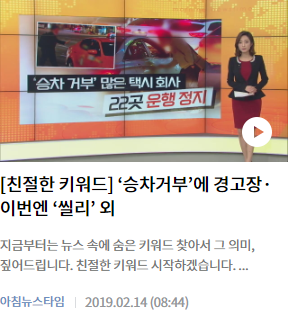 '승차 거부' 많은 택시 회사
22곳 운행 정지
[친절한 키워드] ‘승차거부’에 경고장·
이번엔 ‘씰리’ 외
지금부터는 뉴스 속에 숨은 키워드 찾아서 그 의미,
짚어드립니다. 친절한 키워드 시작하겠습니다. ...
아침뉴스타임 | 2019.02.14 (08:44)